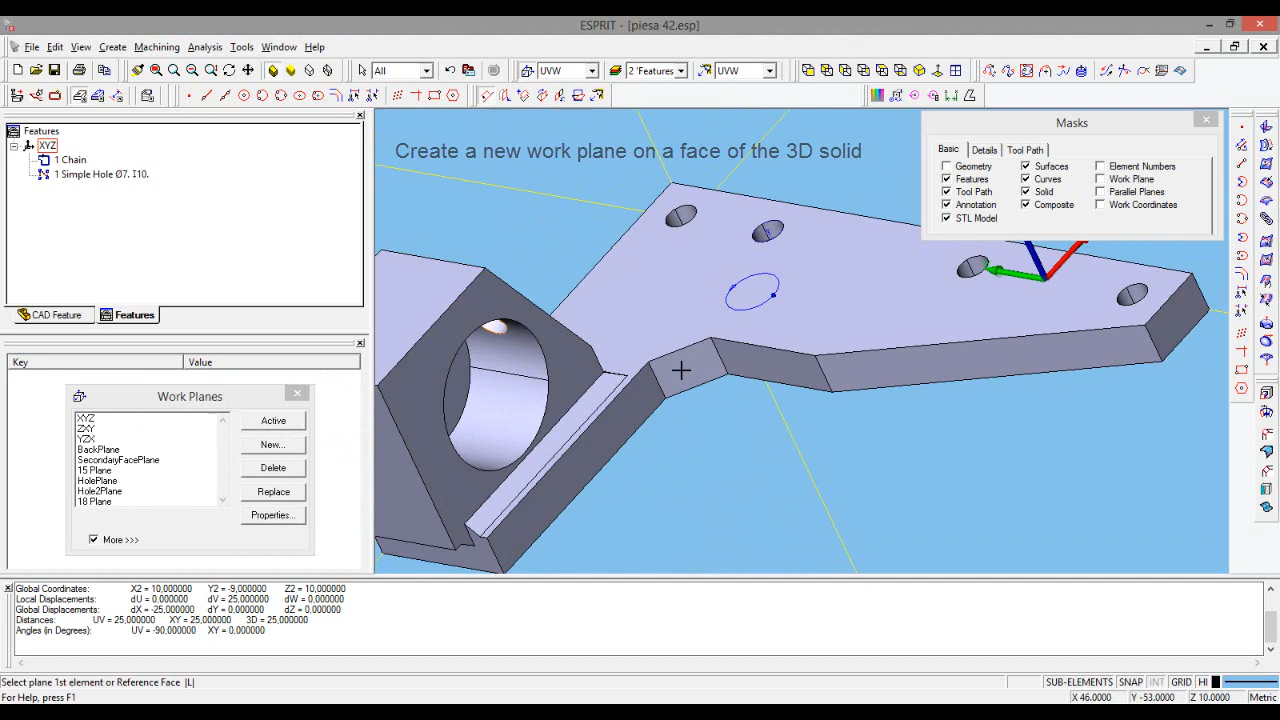 ESPRIT - [piesa 42.esp]
File Edit View Create Machining Analysis Tools Window Help
All UVW 2 'Features' UVW
Features
XYZ
1 Chain
1 Simple Hole Ø7. ↧10.
CAD Feature Features
Key Value
Work Planes
XYZ
ZXY
YZX
BackPlane
SecondaryFacePlane
15 Plane
HolePlane
Hole2Plane
18 Plane
Active
New...
Delete
Replace
Properties...
More >>>
Create a new work plane on a face of the 3D solid
Masks
Basic Details Tool Path
Geometry Surfaces Element Numbers
Features Curves Work Plane
Tool Path Solid Parallel Planes
Annotation Composite Work Coordinates
STL Model
Global Coordinates: X2 = 10,000000 Y2 = -9,000000 Z2 = 10,000000
Local Displacements: dU = 0,000000 dV = 25,000000 dW = 0,000000
Global Displacements: dX = -25,000000 dY = 0,000000 dZ = 0,000000
Distances: UV = 25,000000 XY = 25,000000 3D = 25,000000
Angles (in Degrees): UV = -90,000000 XY = 0,000000
Select plane 1st element or Reference Face |L|
SUB-ELEMENTS SNAP INT GRID HI
For Help, press F1
X 46.0000 Y -53.0000 Z 10.0000 Metric